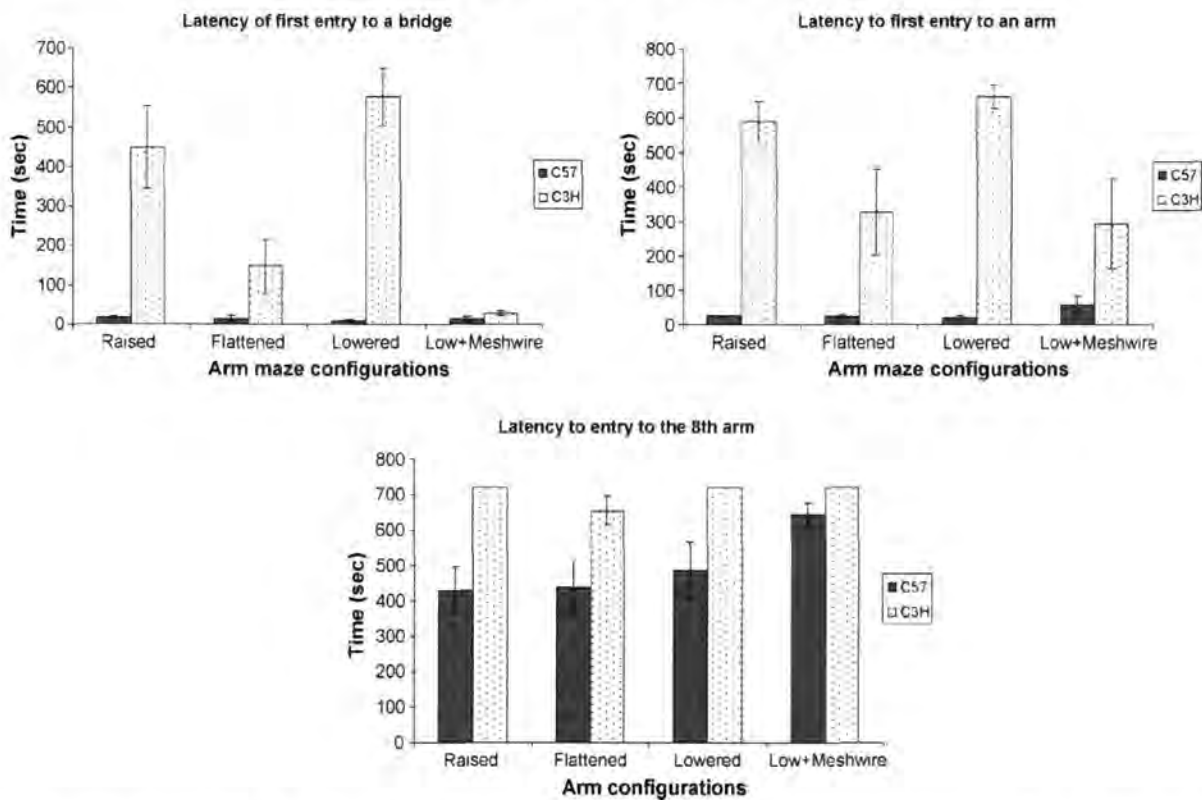 Latency of first entry to a bridge
700
600
500
400
300
200
100
0
Time (sec)
Raised
Flattened
Lowered
Low+Meshwire
Arm maze configurations
C57
C3H
Latency to first entry to an arm
800
700
600
500
400
300
200
100
0
Time (sec)
Raised
Flattened
Lowered
Low+Meshwire
Arm maze configurations
C57
C3H
Latency to entry to the 8th arm
800
700
600
500
400
300
200
100
0
Time (sec)
Raised
Flattened
Lowered
Low+Meshwire
Arm configurations
C57
C3H